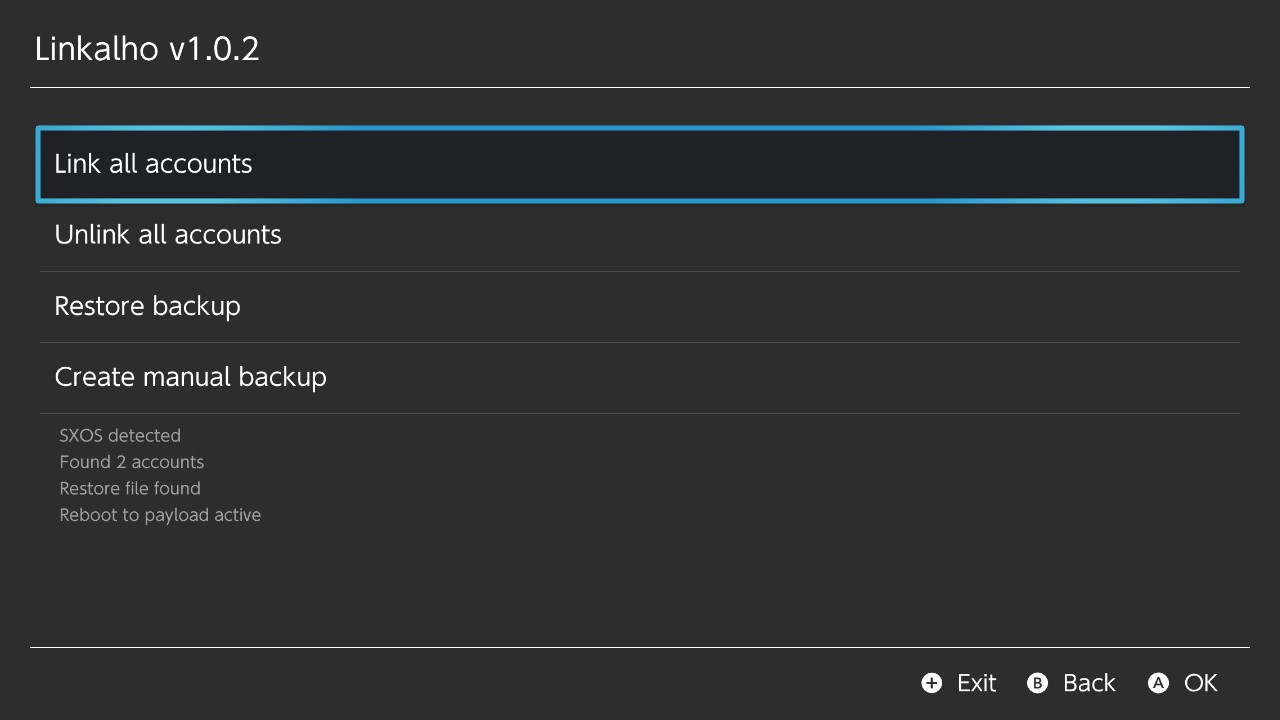 Linkalho v1.0.2
Link all accounts
Unlink all accounts
Restore backup
Create manual backup
SXOS detected
Found 2 accounts
Restore file found
Reboot to payload active
+ Exit B Back A OK